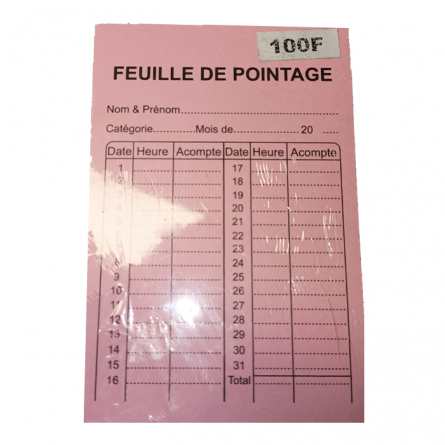 100F
FEUILLE DE POINTAGE
Nom & Prénom
Catégorie Mois de 20
Date Heure Acompte Date Heure Acompte
1 17
18
19
20
21
22
23
8 24
9 25
10 26
11 27
12 28
13 29
14 30
15 31
16 Total